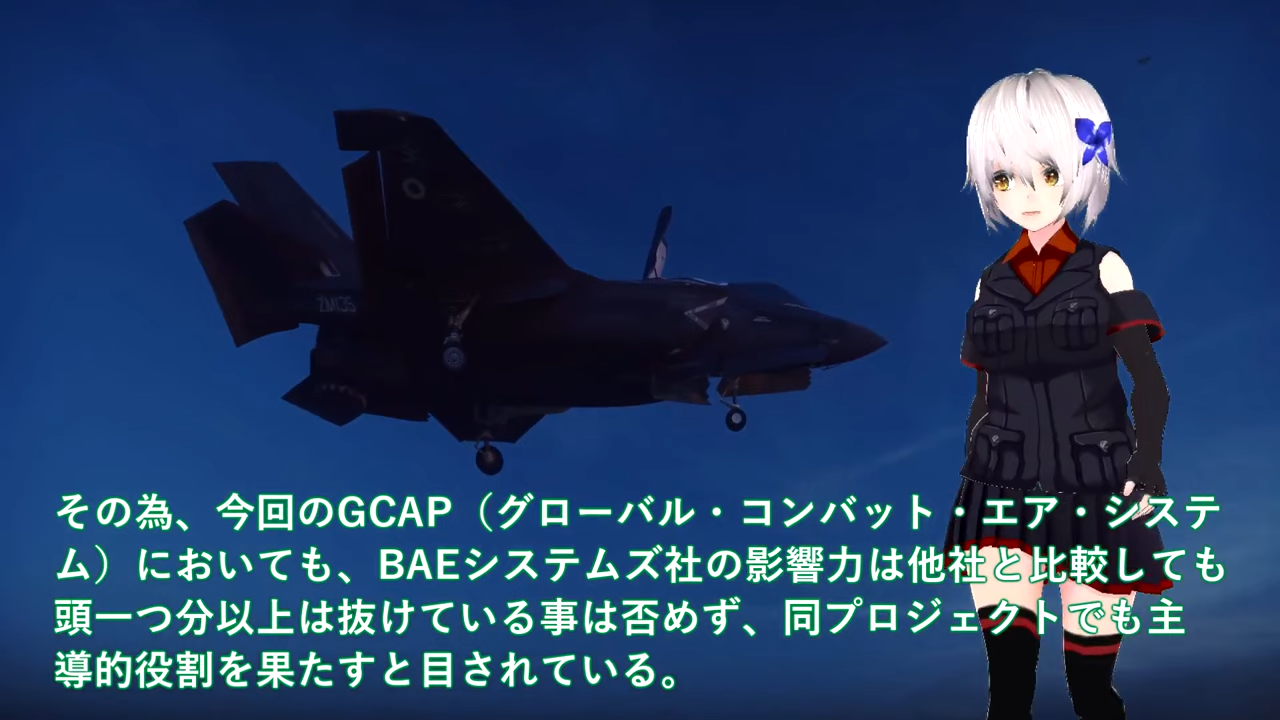 ZM135
その為、今回のGCAP（グローバル・コンバット・エア・システ
ム）においても、BAEシステムズ社の影響力は他社と比較しても
頭一つ分以上は抜けている事は否めず、同プロジェクトでも主
導的役割を果たすと目されている。